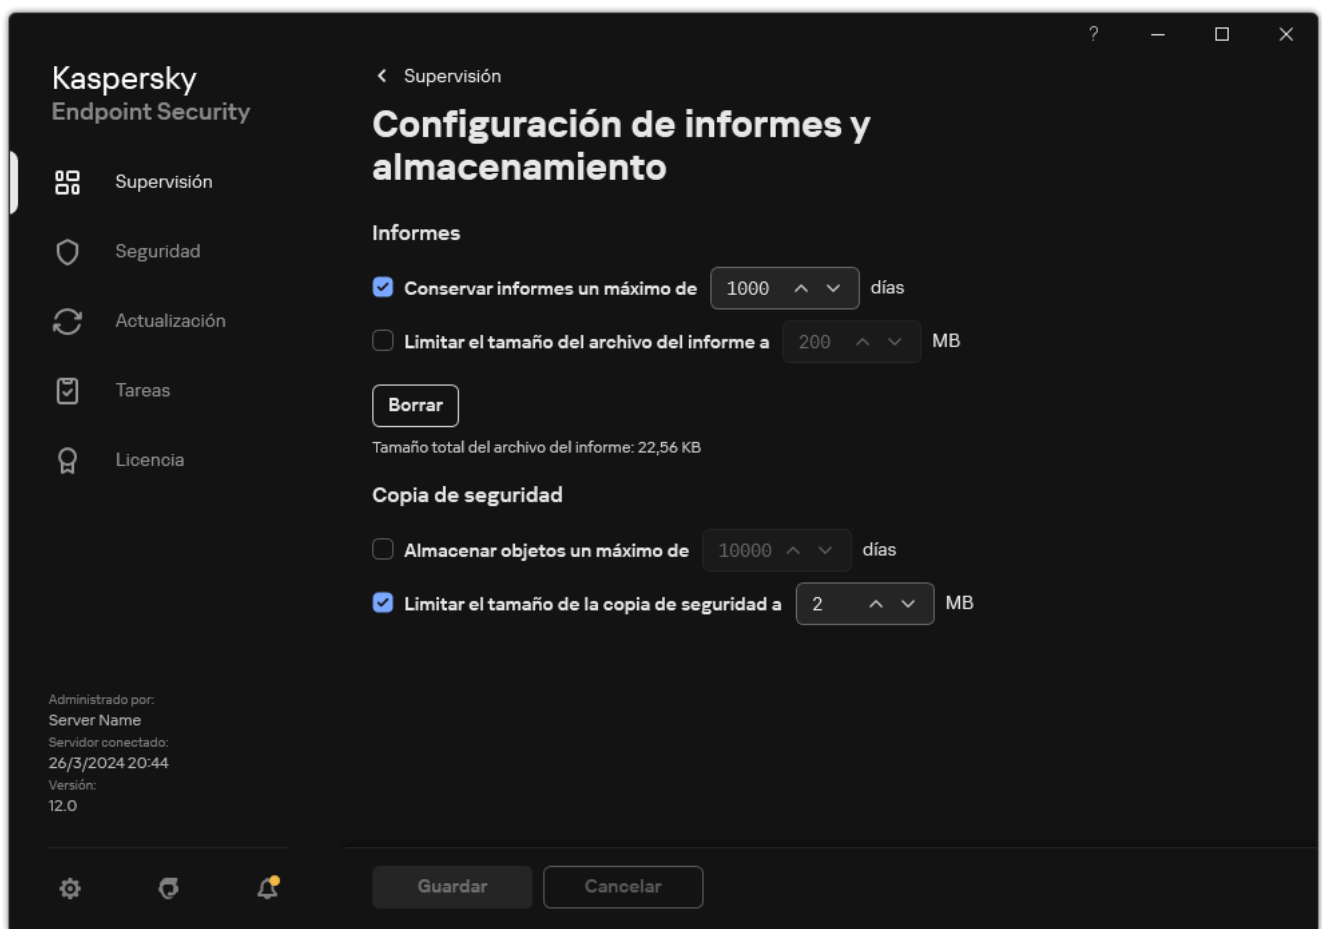 ?
Kaspersky
Endpoint Security
Supervisión
Seguridad
Actualización
Tareas
Licencia
Administrado por:
Server Name
Servidor conectado:
26/3/2024 20:44
Versión:
12.0
Supervisión
Configuración de informes y
almacenamiento
Informes
Conservar informes un máximo de 1000 días
Limitar el tamaño del archivo del informe a 200 MB
Borrar
Tamaño total del archivo del informe: 22,56 KB
Copia de seguridad
Almacenar objetos un máximo de 10000 días
Limitar el tamaño de la copia de seguridad a 2 MB
Guardar Cancelar